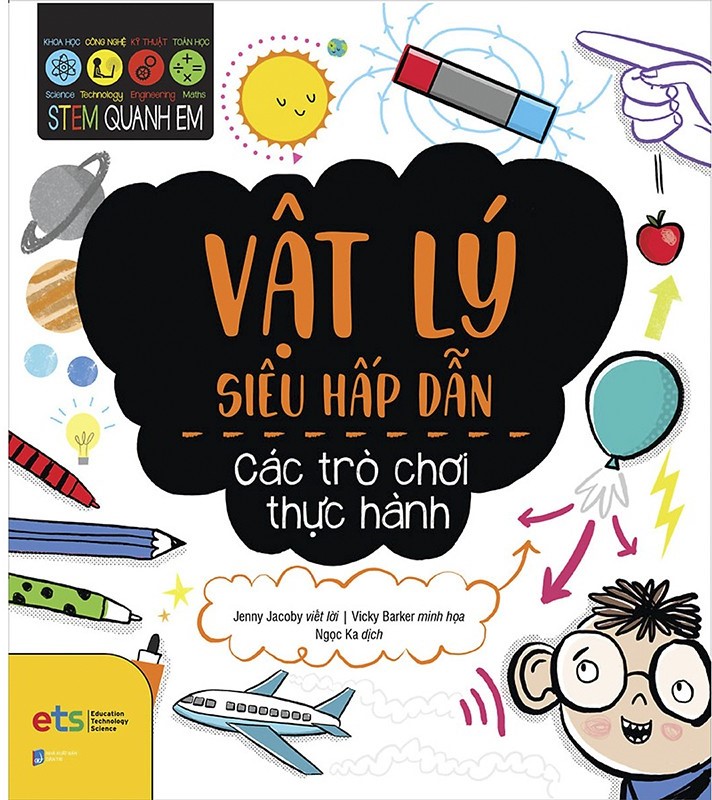 KHOA HỌC CÔNG NGHỆ KỸ THUẬT TOÁN HỌC
Science Technology Engineering Maths
STEM QUANH EM
VẬT LÝ
SIÊU HẤP DẪN
Các trò chơi
thực hành
Jenny Jacoby viết lời | Vicky Barker minh họa
Ngọc Ka dịch
ets
Education
Technology
Science